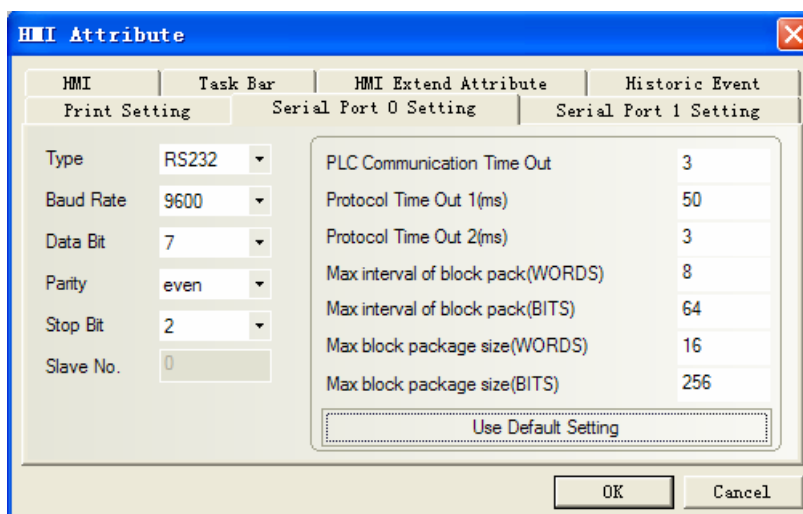 HMI Attribute
HMI Task Bar HMI Extend Attribute Historic Event
Print Setting Serial Port 0 Setting Serial Port 1 Setting
Type RS232
Baud Rate 9600
Data Bit 7
Parity even
Stop Bit 2
Slave No. 0
PLC Communication Time Out 3
Protocol Time Out 1(ms) 50
Protocol Time Out 2(ms) 3
Max interval of block pack(WORDS) 8
Max interval of block pack(BITS) 64
Max block package size(WORDS) 16
Max block package size(BITS) 256
Use Default Setting
OK Cancel